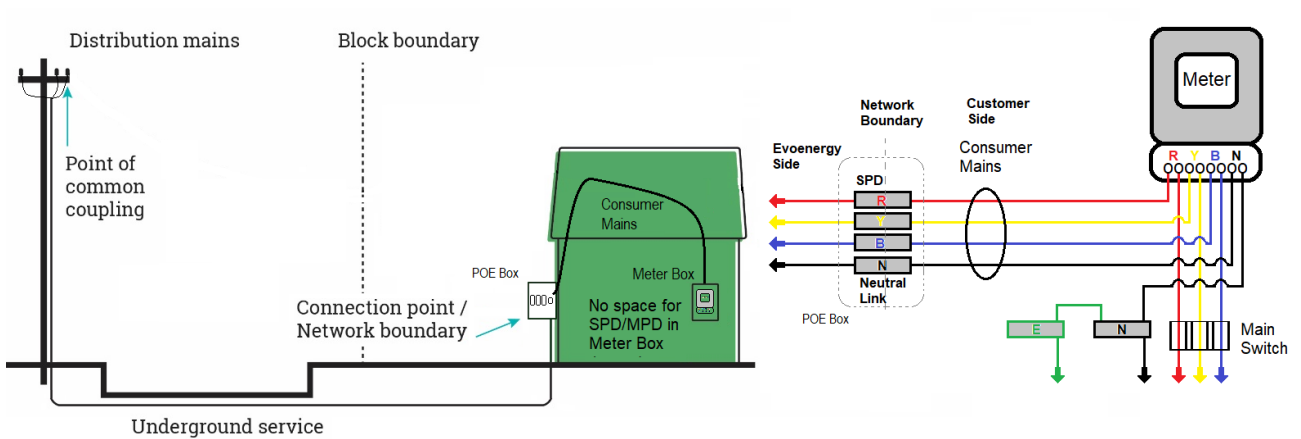 Distribution mains
Block boundary
Point of
common
coupling
Consumer
Mains
POE Box
Meter Box
Connection point /
Network boundary
No space for
SPD/MPD in
Meter Box
Underground service
Meter
R Y B N
Network
Boundary
Customer
Side
Evoenergy
Side
Consumer
Mains
SPD
R
Y
B
N
Neutral
Link
POE Box
E
N
Main
Switch